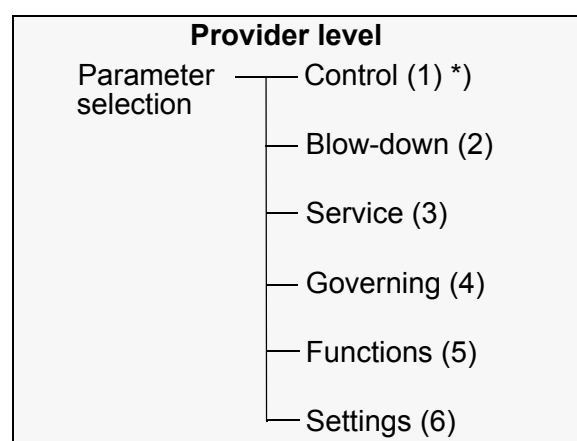 Provider level
Parameter selection
Control (1) *)
Blow-down (2)
Service (3)
Governing (4)
Functions (5)
Settings (6)